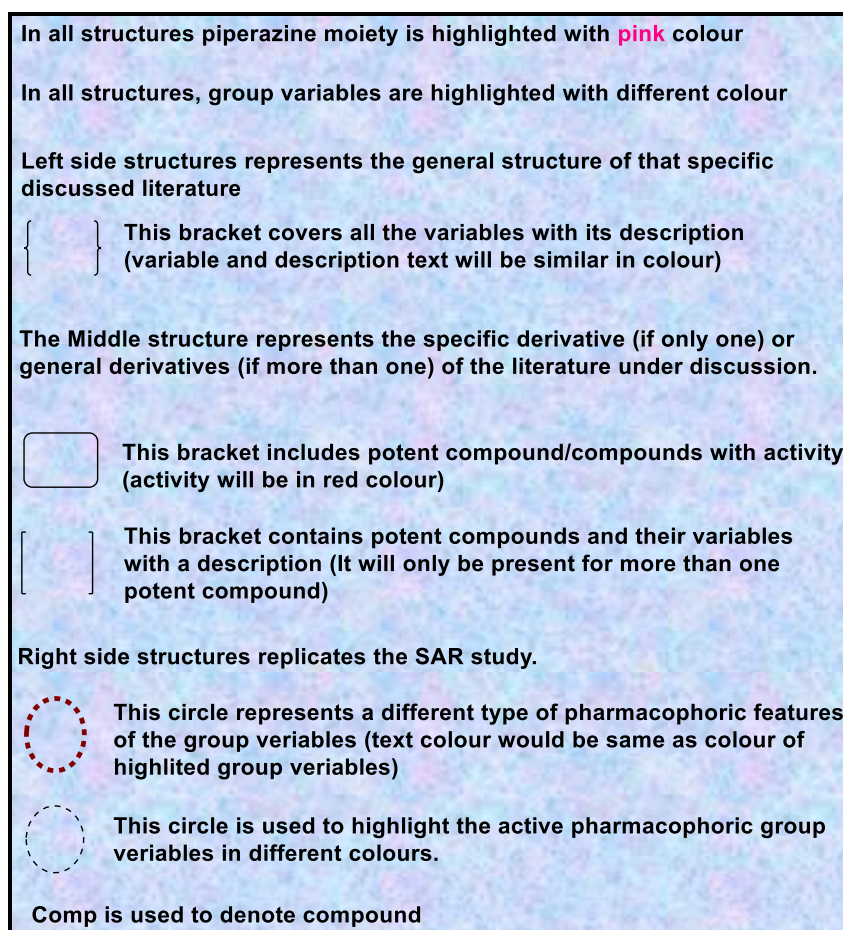 In all structures piperazine moiety is highlighted with pink colour
In all structures, group variables are highlighted with different colour
Left side structures represents the general structure of that specific
discussed literature
This bracket covers all the variables with its description
(variable and description text will be similar in colour)
The Middle structure represents the specific derivative (if only one) or
general derivatives (if more than one) of the literature under discussion.
This bracket includes potent compound/compounds with activity
(activity will be in red colour)
This bracket contains potent compounds and their variables
with a description (It will only be present for more than one
potent compound)
Right side structures replicates the SAR study.
This circle represents a different type of pharmacophoric features
of the group veriables (text colour would be same as colour of
highlited group veriables)
This circle is used to highlight the active pharmacophoric group
veriables in different colours.
Comp is used to denote compound